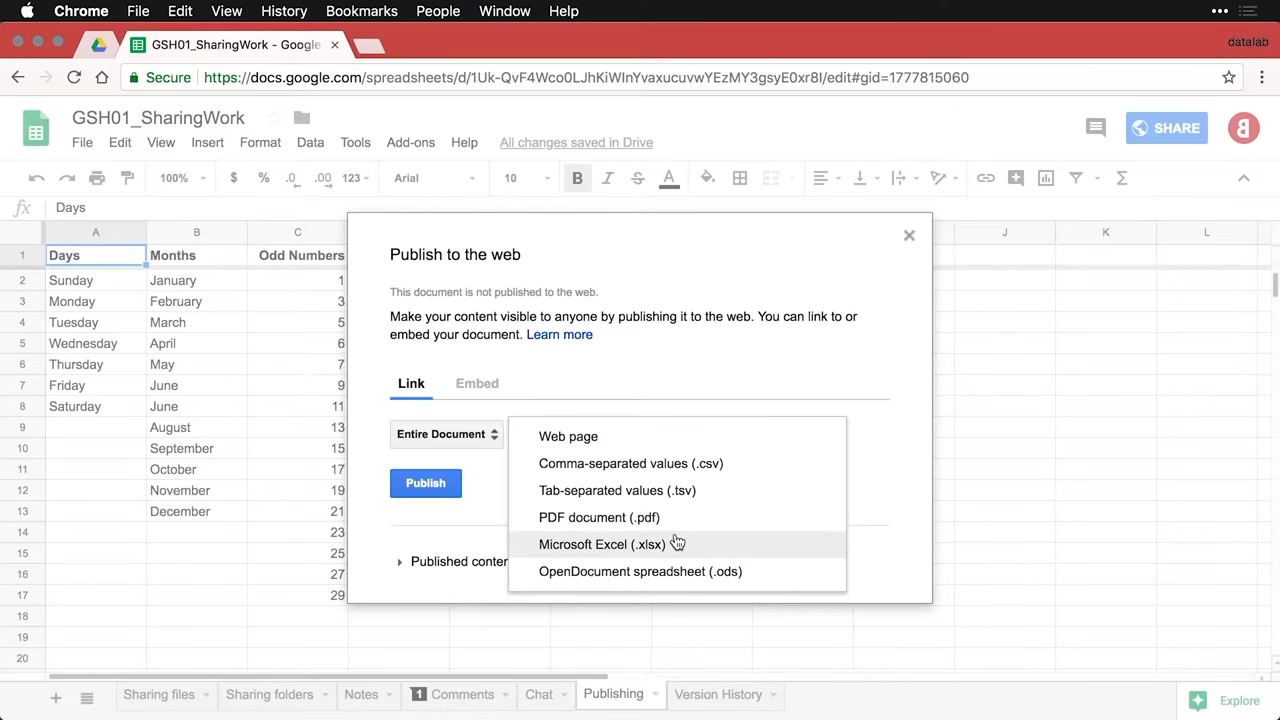 Chrome File Edit View History Bookmarks People Window Help
GSH01_SharingWork - Google
datalab
Secure https://docs.google.com/spreadsheets/d/1Uk-QvF4Wco0LJhKiWInYvaxucuvwYEzMY3gsyE0xr8I/edit#gid=1777815060
GSH01_SharingWork
SHARE
File Edit View Insert Format Data Tools Add-ons Help All changes saved in Drive
100% $ % .0 .00 123 Arial 10 B I S A Σ
fx Days
A B C J K L
1 Days Months Odd Numbers
2 Sunday January 1
3 Monday February 3
4 Tuesday March 5
5 Wednesday April 6
6 Thursday May 7
7 Friday June 9
8 Saturday June 11
9 August 13
10 September 15
11 October 17
12 November 19
13 December 21
14 23
15 25
16 27
17 29
18
19
20
Publish to the web
This document is not published to the web.
Make your content visible to anyone by publishing it to the web. You can link to or
embed your document. Learn more
Link Embed
Entire Document
Web page
Comma-separated values (.csv)
Tab-separated values (.tsv)
PDF document (.pdf)
Microsoft Excel (.xlsx)
OpenDocument spreadsheet (.ods)
Publish
Published conten
Sharing files Sharing folders Notes 1 Comments Chat Publishing Version History
Explore